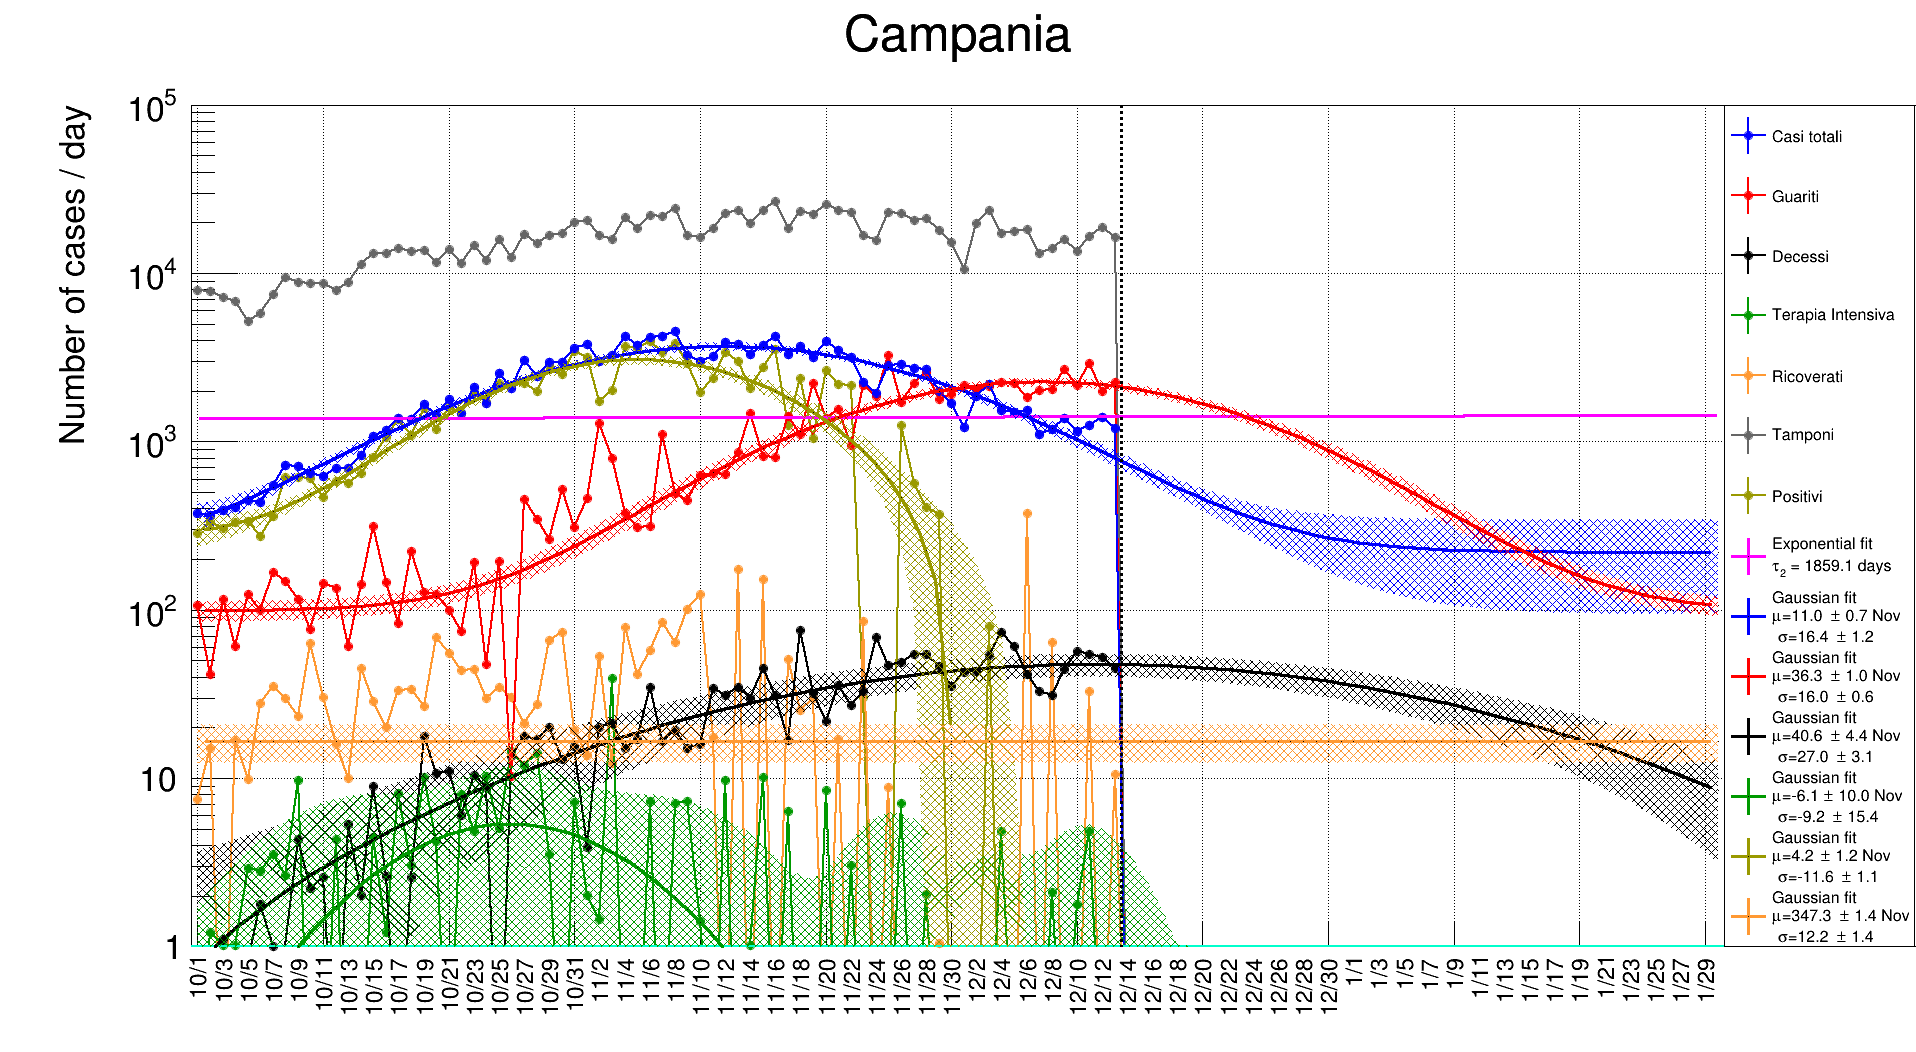 Campania
Number of cases / day
10^5
10^4
10^3
10^2
10
1
10/1 10/3 10/5 10/7 10/9 10/11 10/13 10/15 10/17 10/19 10/21 10/23 10/25 10/27 10/29 10/31 11/2 11/4 11/6 11/8 11/10 11/12 11/14 11/16 11/18 11/20 11/22 11/24 11/26 11/28 11/30 12/2 12/4 12/6 12/8 12/10 12/12 12/14 12/16 12/18 12/20 12/22 12/24 12/26 12/28 12/30 1/1 1/3 1/5 1/7 1/9 1/11 1/13 1/15 1/17 1/19 1/21 1/23 1/25 1/27 1/29
Casi totali
Guariti
Decessi
Terapia Intensiva
Ricoverati
Tamponi
Positivi
Exponential fit
τ₂ = 1859.1 days
Gaussian fit
μ=11.0 ± 0.7 Nov
σ=16.4 ± 1.2
Gaussian fit
μ=36.3 ± 1.0 Nov
σ=16.0 ± 0.6
Gaussian fit
μ=40.6 ± 4.4 Nov
σ=27.0 ± 3.1
Gaussian fit
μ=-6.1 ± 10.0 Nov
σ=-9.2 ± 15.4
Gaussian fit
μ=4.2 ± 1.2 Nov
σ=-11.6 ± 1.1
Gaussian fit
μ=347.3 ± 1.4 Nov
σ=12.2 ± 1.4